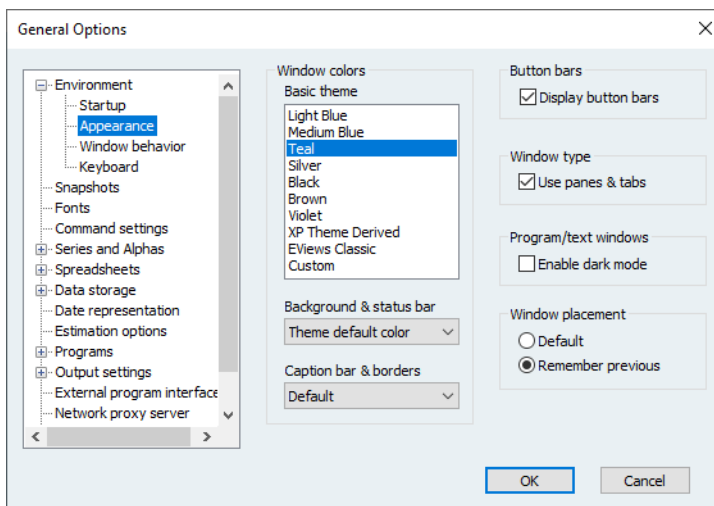 General Options
Environment
Startup
Appearance
Window behavior
Keyboard
Snapshots
Fonts
Command settings
Series and Alphas
Spreadsheets
Data storage
Date representation
Estimation options
Programs
Output settings
External program interface
Network proxy server
Window colors
Basic theme
Light Blue
Medium Blue
Teal
Silver
Black
Brown
Violet
XP Theme Derived
EViews Classic
Custom
Background & status bar
Theme default color
Caption bar & borders
Default
Button bars
Display button bars
Window type
Use panes & tabs
Program/text windows
Enable dark mode
Window placement
Default
Remember previous
OK
Cancel